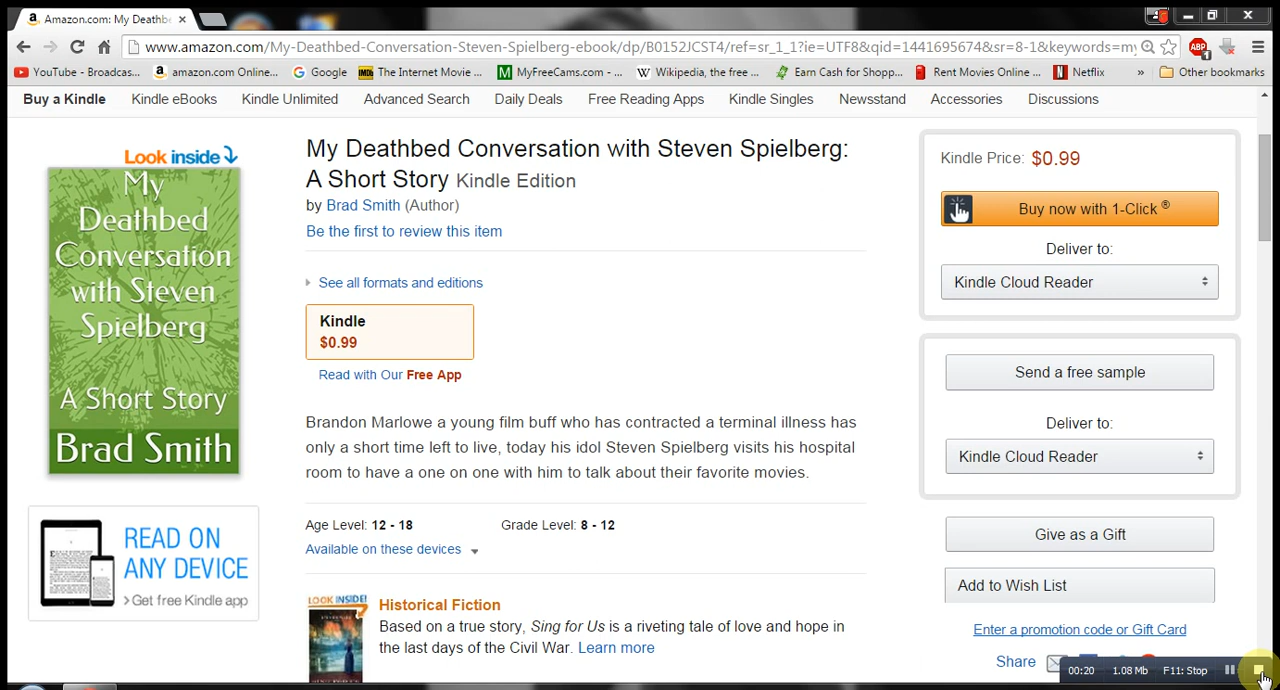 Amazon.com: My Deathb
www.amazon.com/My-Deathbed-Conversation-Steven-Spielberg-ebook/dp/B0152JCST4/ref=sr_1_1?ie=UTF8&qid=1441695674&sr=8-1&keywords=my
ABP 1
YouTube - Broadcas... amazon.com Online... Google The Internet Movie ... MyFreeCams.com - ... Wikipedia, the free ... Earn Cash for Shopp... Rent Movies Online ... Netflix » Other bookmarks
Buy a Kindle Kindle eBooks Kindle Unlimited Advanced Search Daily Deals Free Reading Apps Kindle Singles Newsstand Accessories Discussions
Look inside
My
Deathbed
Conversation
with Steven
Spielberg
A Short Story
Brad Smith
READ ON
ANY DEVICE
>Get free Kindle app
My Deathbed Conversation with Steven Spielberg:
A Short Story Kindle Edition
by Brad Smith (Author)
Be the first to review this item
See all formats and editions
Kindle
$0.99
Read with Our Free App
Brandon Marlowe a young film buff who has contracted a terminal illness has
only a short time left to live, today his idol Steven Spielberg visits his hospital
room to have a one on one with him to talk about their favorite movies.
Age Level: 12 - 18 Grade Level: 8 - 12
Available on these devices
LOOK INSIDE!
Historical Fiction
Based on a true story, Sing for Us is a riveting tale of love and hope in
the last days of the Civil War. Learn more
Kindle Price: $0.99
Buy now with 1-Click ®
Deliver to:
Kindle Cloud Reader
Send a free sample
Deliver to:
Kindle Cloud Reader
Give as a Gift
Add to Wish List
Enter a promotion code or Gift Card
Share
00:20 1.08 Mb F11: Stop